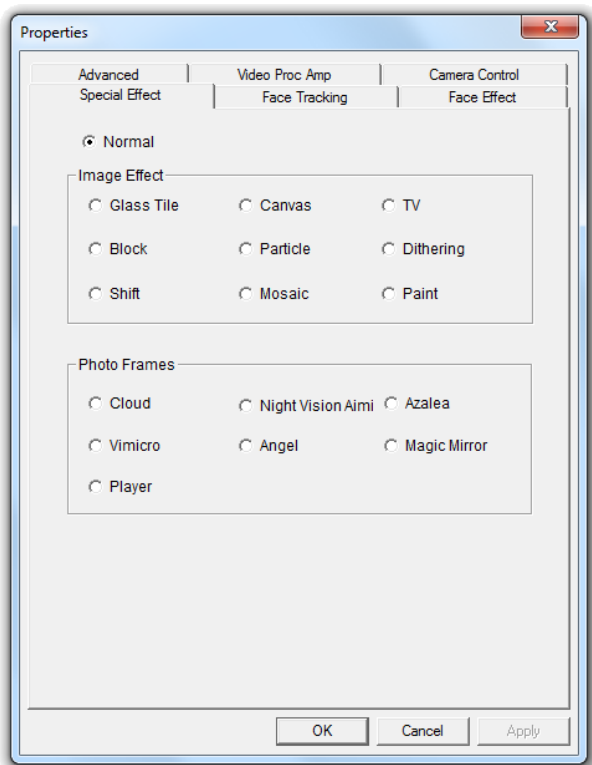 Properties
Advanced Video Proc Amp Camera Control
Special Effect Face Tracking Face Effect
Normal
Image Effect
Glass Tile Canvas TV
Block Particle Dithering
Shift Mosaic Paint
Photo Frames
Cloud Night Vision Aimi Azalea
Vimicro Angel Magic Mirror
Player
OK Cancel Apply